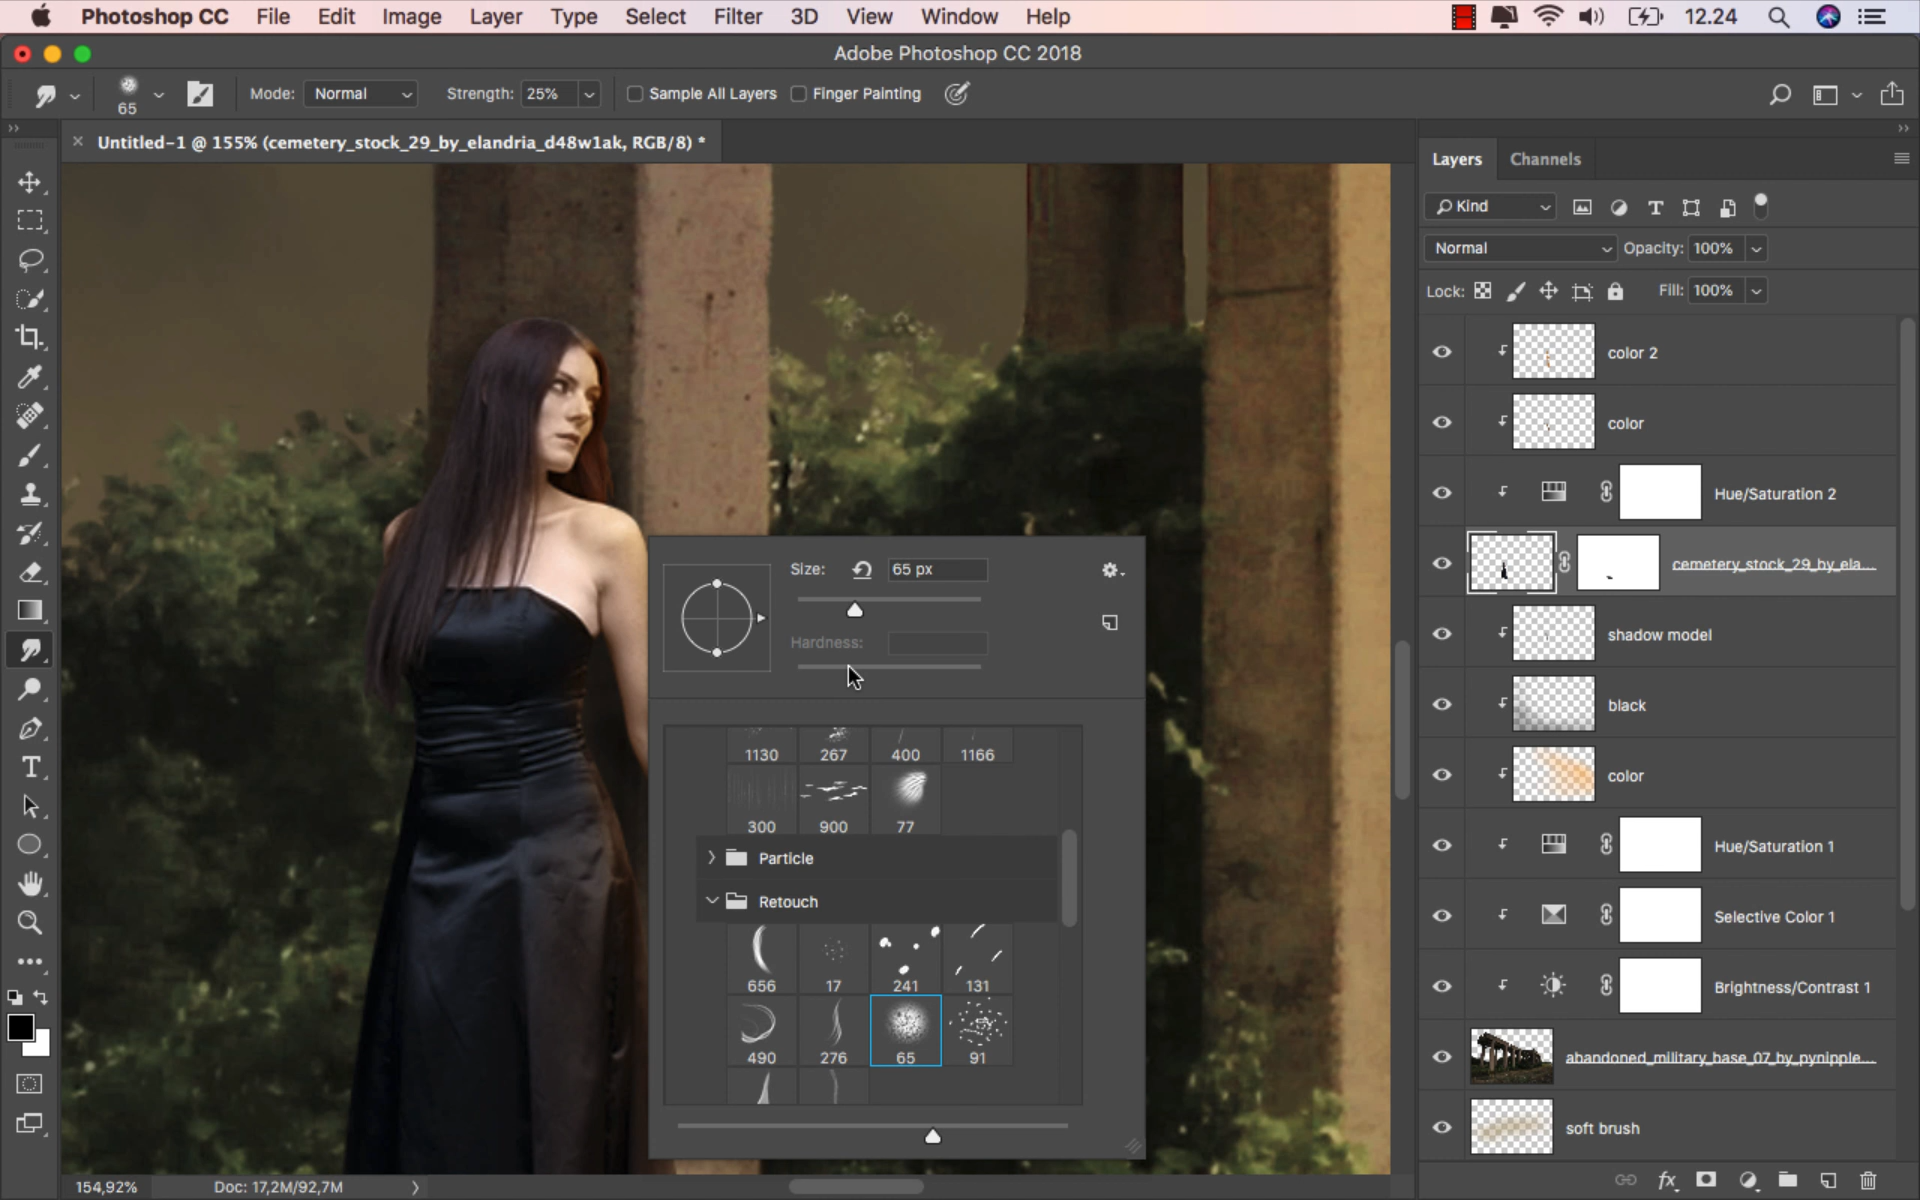 Photoshop CC File Edit Image Layer Type Select Filter 3D View Window Help 12.24
Adobe Photoshop CC 2018
65 Mode: Normal Strength: 25% Sample All Layers Finger Painting
× Untitled-1 @ 155% (cemetery_stock_29_by_elandria_d48w1ak, RGB/8) *
Layers Channels
Kind
Normal Opacity: 100%
Lock: Fill: 100%
color 2
color
Hue/Saturation 2
cemetery_stock_29_by_ela...
shadow model
black
color
Hue/Saturation 1
Selective Color 1
Brightness/Contrast 1
abandoned_military_base_07_by_pynipple...
soft brush
Size: 65 px
Hardness:
1130 267 400 1166
300 900 77
Particle
Retouch
656 17 241 131
490 276 65 91
154,92% Doc: 17,2M/92,7M